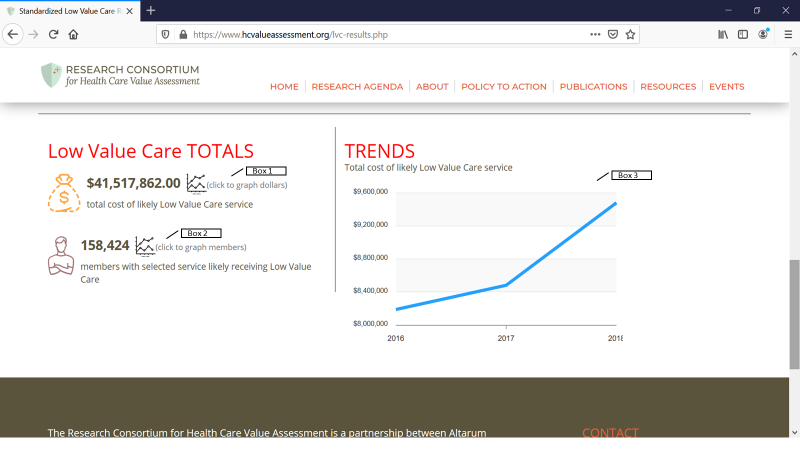 Standardized Low Value Care R
https://www.hcvalueassessment.org/lvc-results.php
RESEARCH CONSORTIUM
for Health Care Value Assessment
HOME RESEARCH AGENDA ABOUT POLICY TO ACTION PUBLICATIONS RESOURCES EVENTS
Low Value Care TOTALS
Box 1
$41,517,862.00 (click to graph dollars)
total cost of likely Low Value Care service
Box 2
158,424 (click to graph members)
members with selected service likely receiving Low Value
Care
TRENDS
Total cost of likely Low Value Care service
Box 3
$9,600,000
$9,200,000
$8,800,000
$8,400,000
$8,000,000
2016 2017 2018
The Research Consortium for Health Care Value Assessment is a partnership between Altarum
CONTACT